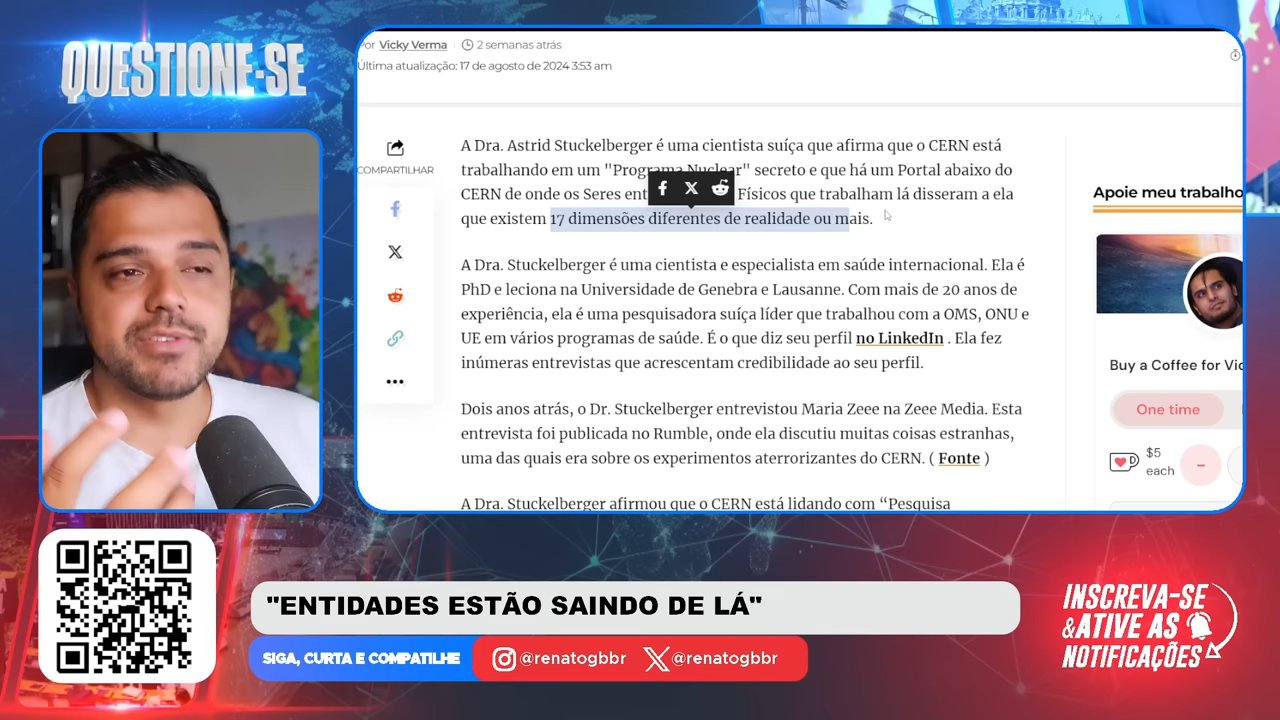 QUESTIONE-SE
Por Vicky Verma
2 semanas atrás
Última atualização: 17 de agosto de 2024 3:53 am
COMPARTILHAR
A Dra. Astrid Stuckelberger é uma cientista suíça que afirma que o CERN está
trabalhando em um "Programa Nuclear" secreto e que há um Portal abaixo do
CERN de onde os Seres Físicos que trabalham lá disseram a ela
que existem 17 dimensões diferentes de realidade ou mais.
A Dra. Stuckelberger é uma cientista e especialista em saúde internacional. Ela é
PhD e leciona na Universidade de Genebra e Lausanne. Com mais de 20 anos de
experiência, ela é uma pesquisadora suíça líder que trabalhou com a OMS, ONU e
UE em vários programas de saúde. É o que diz seu perfil no LinkedIn . Ela fez
inúmeras entrevistas que acrescentam credibilidade ao seu perfil.
Dois anos atrás, o Dr. Stuckelberger entrevistou Maria Zeee na Zeee Media. Esta
entrevista foi publicada no Rumble, onde ela discutiu muitas coisas estranhas,
uma das quais era sobre os experimentos aterrorizantes do CERN. ( Fonte )
A Dra. Stuckelberger afirmou que o CERN está lidando com “Pesquisa
Apoie meu trabalho
Buy a Coffee for Vic
One time
$5
each
"ENTIDADES ESTÃO SAINDO DE LÁ"
SIGA, CURTA E COMPATILHE
@renatogbbr
@renatogbbr
INSCREVA-SE
&ATIVE AS
NOTIFICAÇÕES